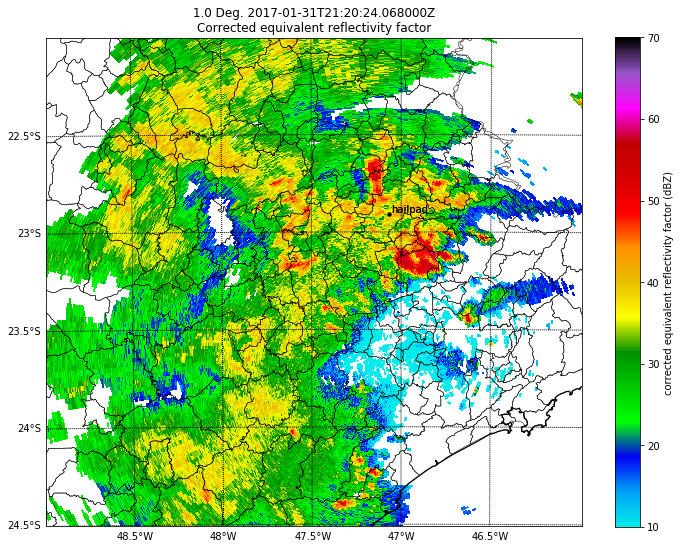 1.0 Deg. 2017-01-31T21:20:24.068000Z
Corrected equivalent reflectivity factor
22.5°S
23°S
23.5°S
24°S
24.5°S
48.5°W
48°W
47.5°W
47°W
46.5°W
hailpad
70
60
50
40
30
20
10
corrected equivalent reflectivity factor (dBZ)